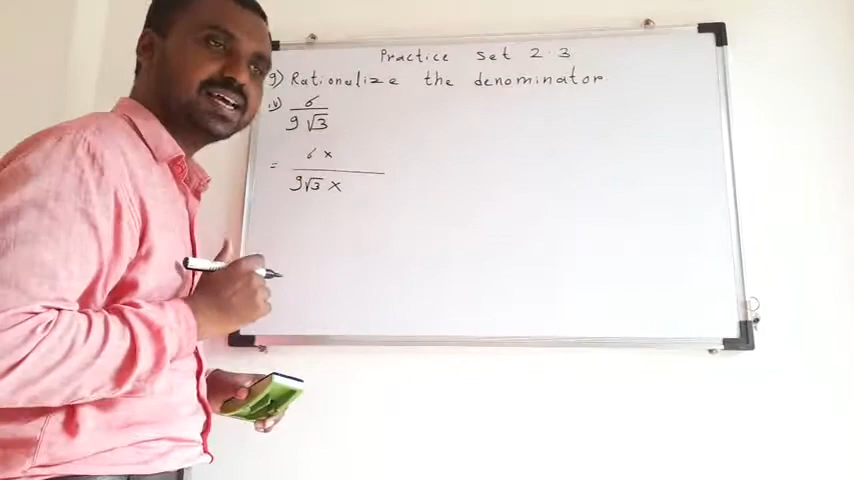 Practice set 2.3
9) Rationalize the denominator
iv) 6 / 9√3
= 6 × / 9√3 ×